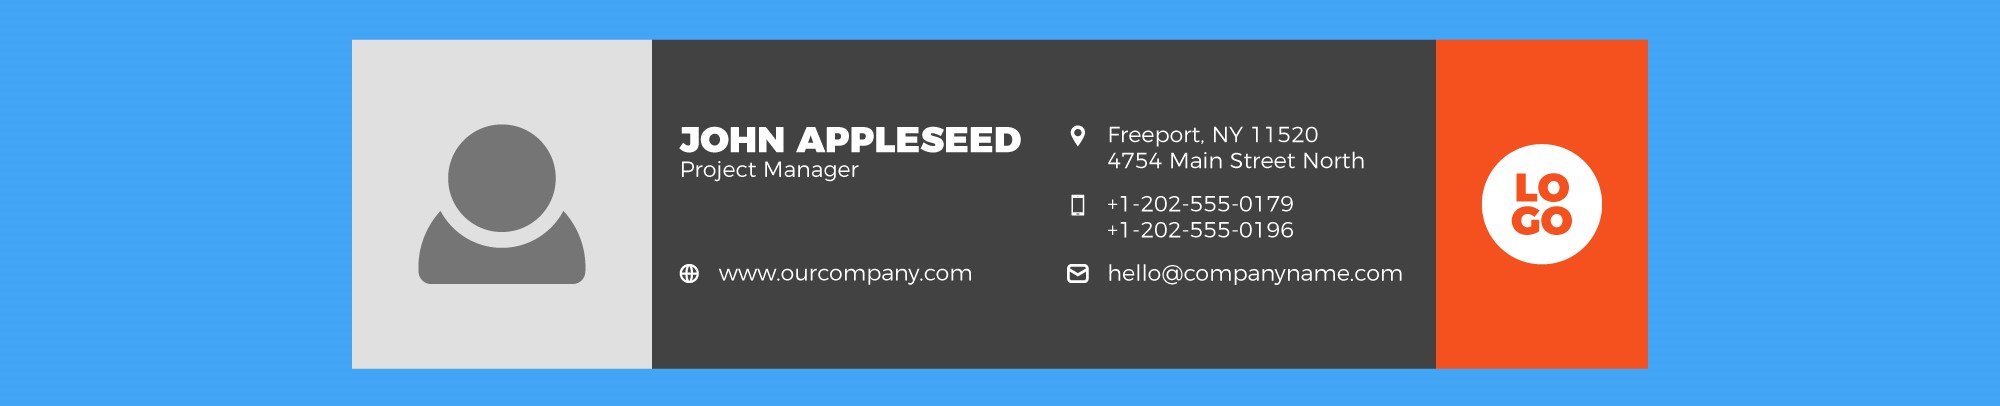 JOHN APPLESEED
Project Manager
www.ourcompany.com
Freeport, NY 11520
4754 Main Street North
+1-202-555-0179
+1-202-555-0196
hello@companyname.com
LO
GO